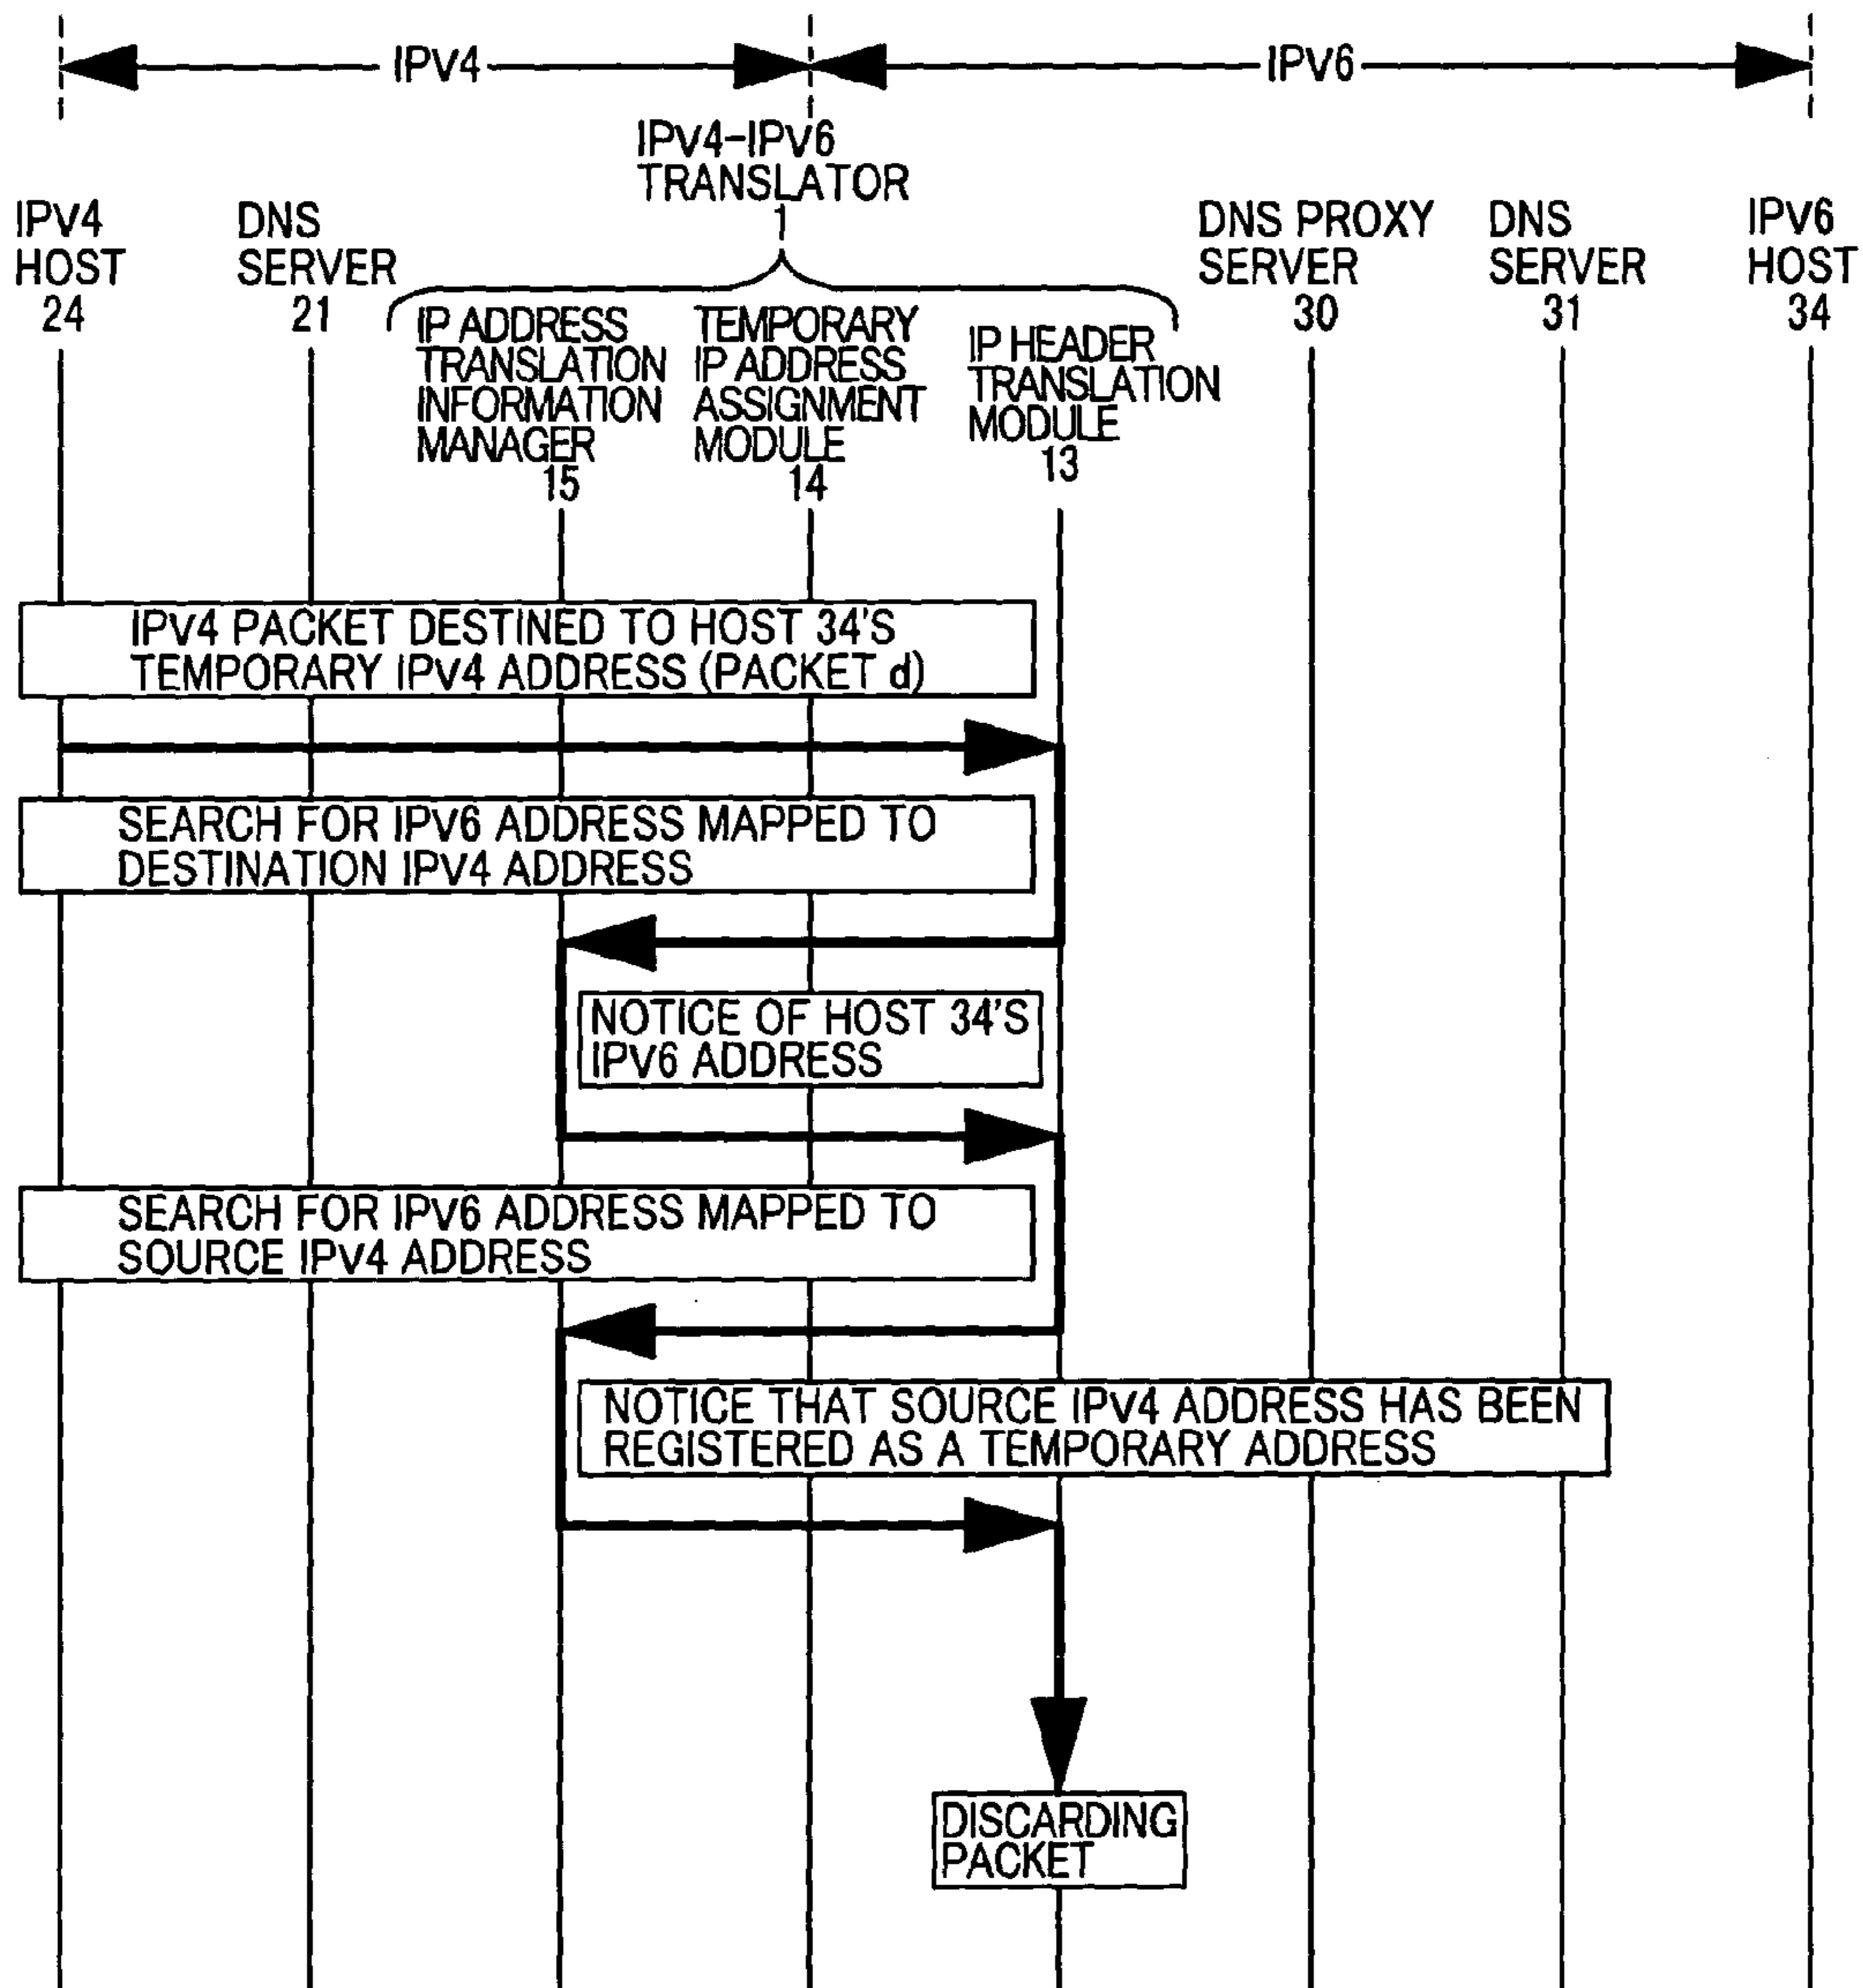 IPV4
IPV6
IPV4-IPV6
TRANSLATOR
1
IPV4
HOST
24
DNS
SERVER
21
IP ADDRESS
TRANSLATION
INFORMATION
MANAGER
15
TEMPORARY
IP ADDRESS
ASSIGNMENT
MODULE
14
IP HEADER
TRANSLATION
MODULE
13
DNS PROXY
SERVER
30
DNS
SERVER
31
IPV6
HOST
34
IPV4 PACKET DESTINED TO HOST 34'S
TEMPORARY IPV4 ADDRESS (PACKET d)
SEARCH FOR IPV6 ADDRESS MAPPED TO
DESTINATION IPV4 ADDRESS
NOTICE OF HOST 34'S
IPV6 ADDRESS
SEARCH FOR IPV6 ADDRESS MAPPED TO
SOURCE IPV4 ADDRESS
NOTICE THAT SOURCE IPV4 ADDRESS HAS BEEN
REGISTERED AS A TEMPORARY ADDRESS
DISCARDING
PACKET